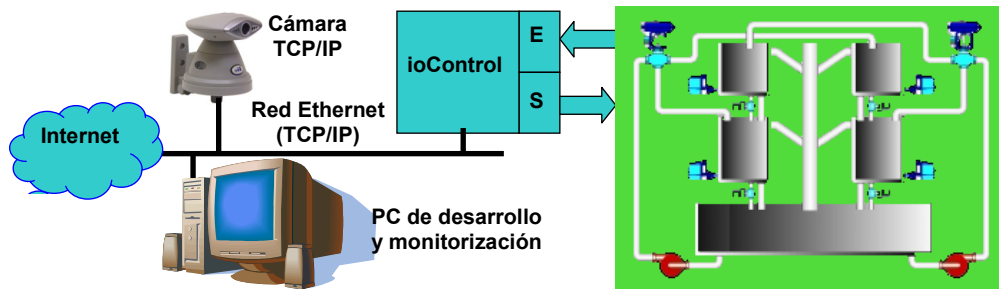 Cámara
TCP/IP
ioControl
E
S
Red Ethernet
(TCP/IP)
Internet
PC de desarrollo
y monitorización